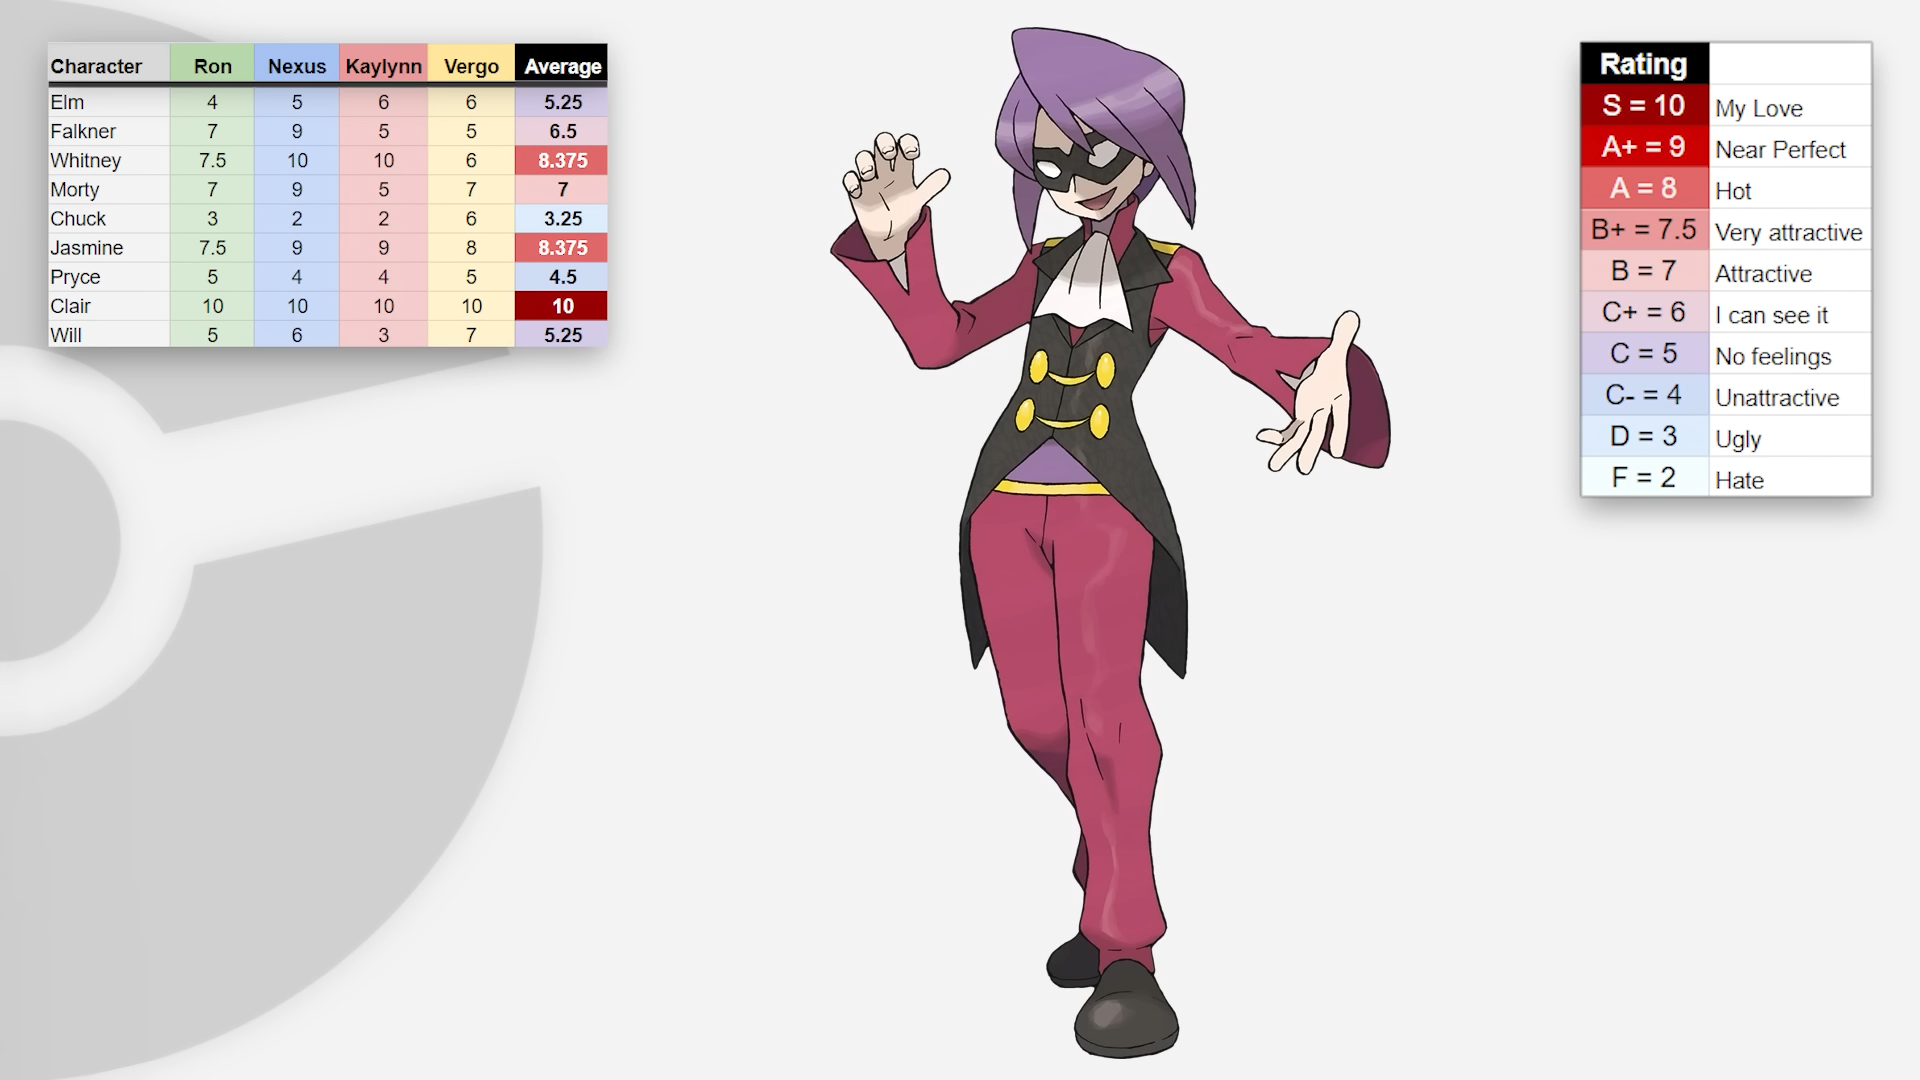 Character Ron Nexus Kaylynn Vergo Average
Elm 4 5 6 6 5.25
Falkner 7 9 5 5 6.5
Whitney 7.5 10 10 6 8.375
Morty 7 9 5 7 7
Chuck 3 2 2 6 3.25
Jasmine 7.5 9 9 8 8.375
Pryce 5 4 4 5 4.5
Clair 10 10 10 10 10
Will 5 6 3 7 5.25
Rating
S = 10 My Love
A+ = 9 Near Perfect
A = 8 Hot
B+ = 7.5 Very attractive
B = 7 Attractive
C+ = 6 I can see it
C = 5 No feelings
C- = 4 Unattractive
D = 3 Ugly
F = 2 Hate